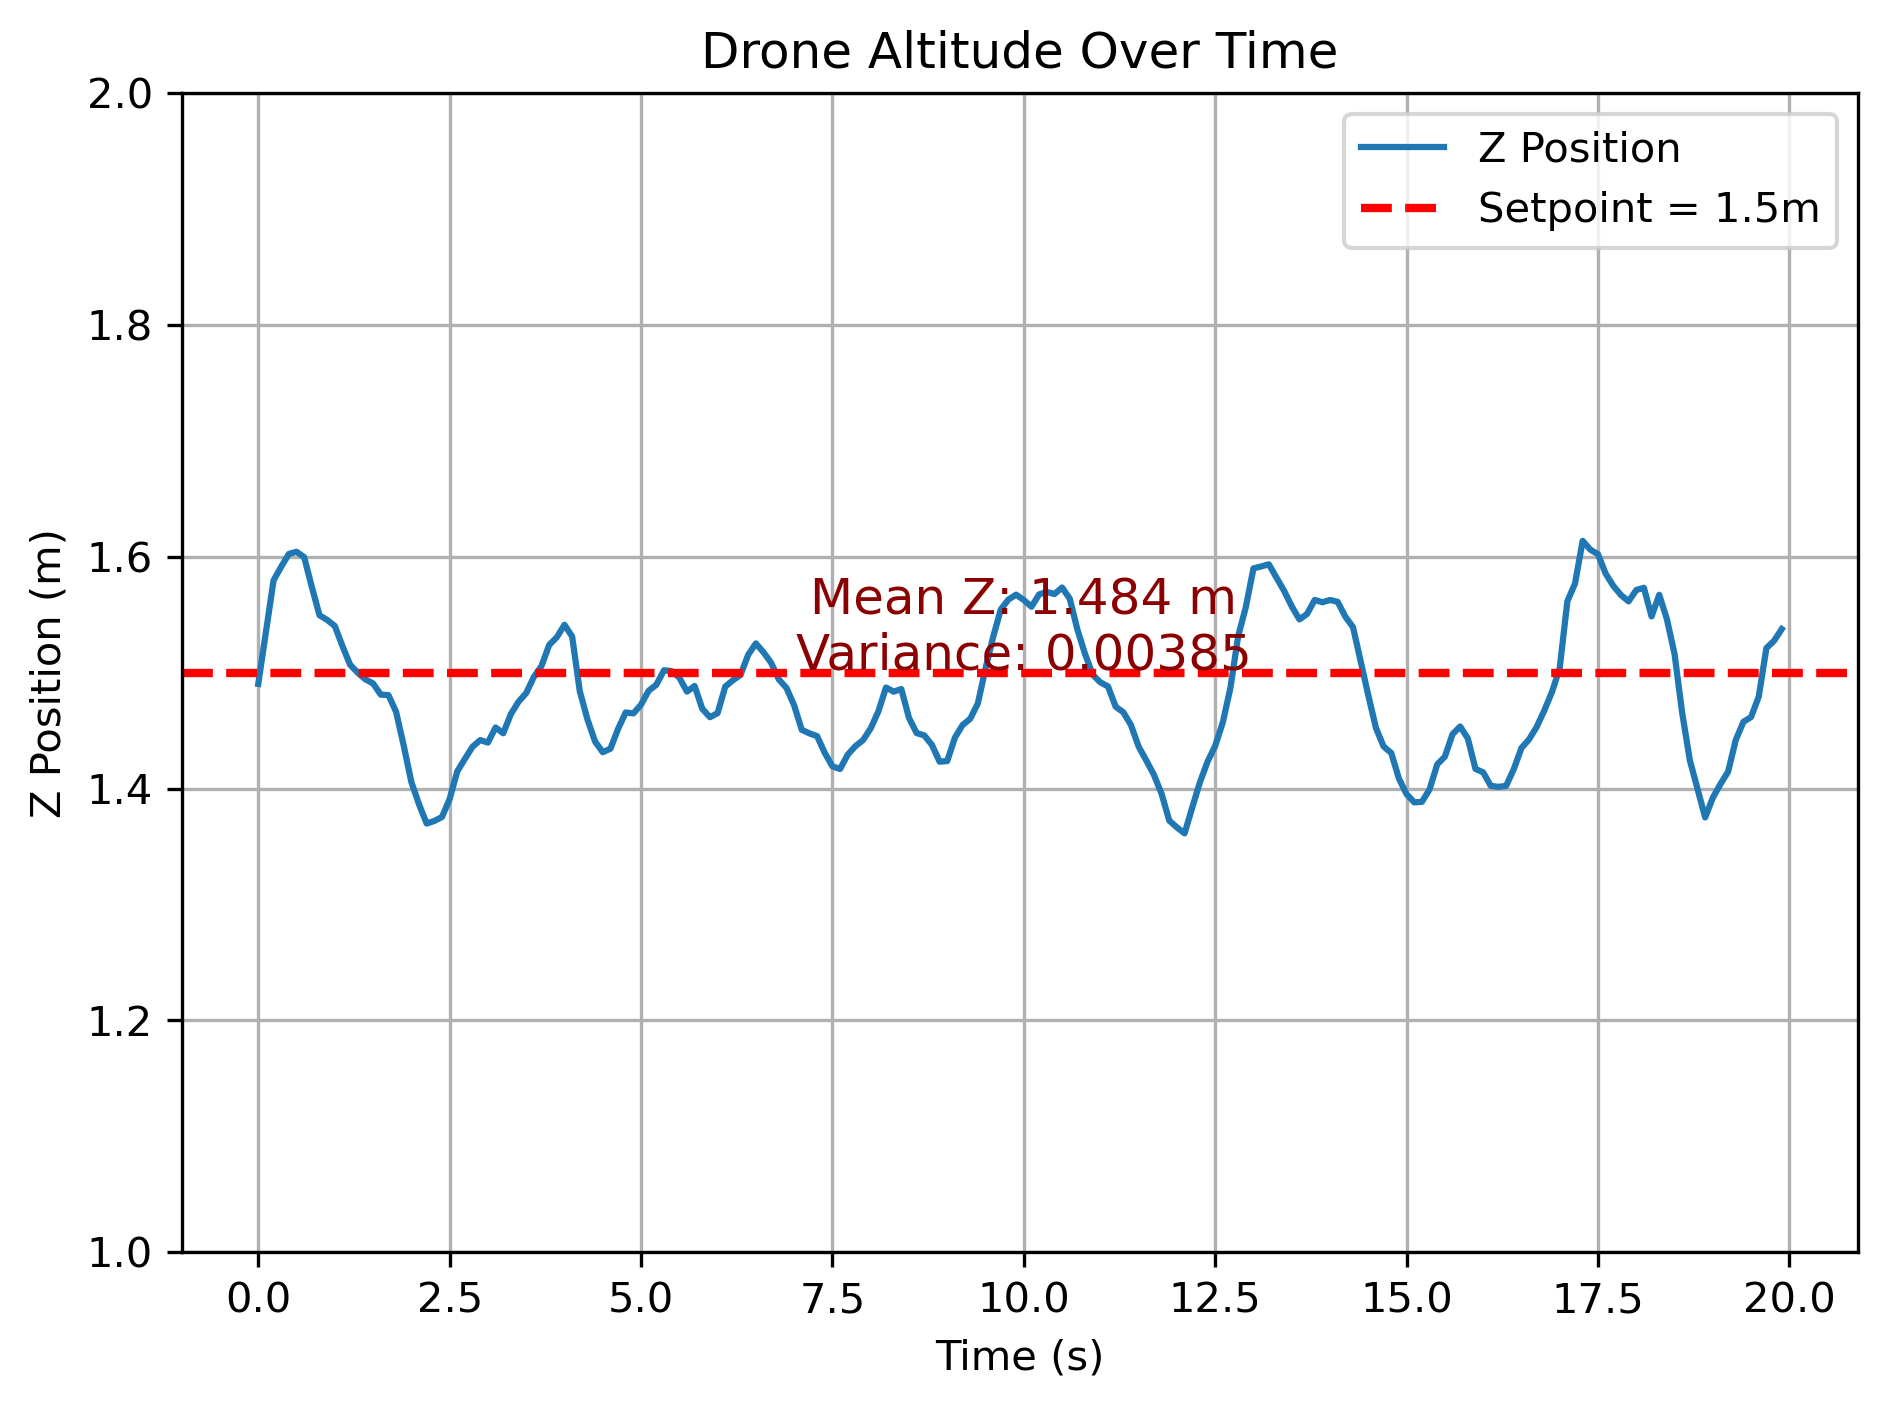 Drone Altitude Over Time
Z Position
Setpoint = 1.5m
Mean Z: 1.484 m
Variance: 0.00385
Z Position (m)
2.0
1.8
1.6
1.4
1.2
1.0
0.0 2.5 5.0 7.5 10.0 12.5 15.0 17.5 20.0
Time (s)